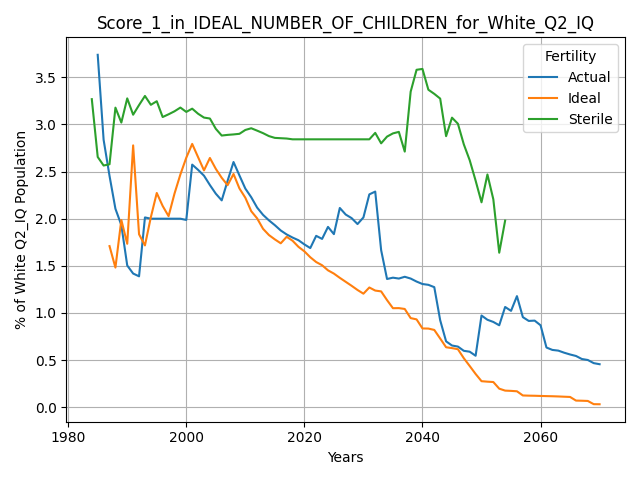 Score_1_in_IDEAL_NUMBER_OF_CHILDREN_for_White_Q2_IQ
Fertility
Actual
Ideal
Sterile
% of White Q2_IQ Population
3.5
3.0
2.5
2.0
1.5
1.0
0.5
0.0
1980 2000 2020 2040 2060
Years